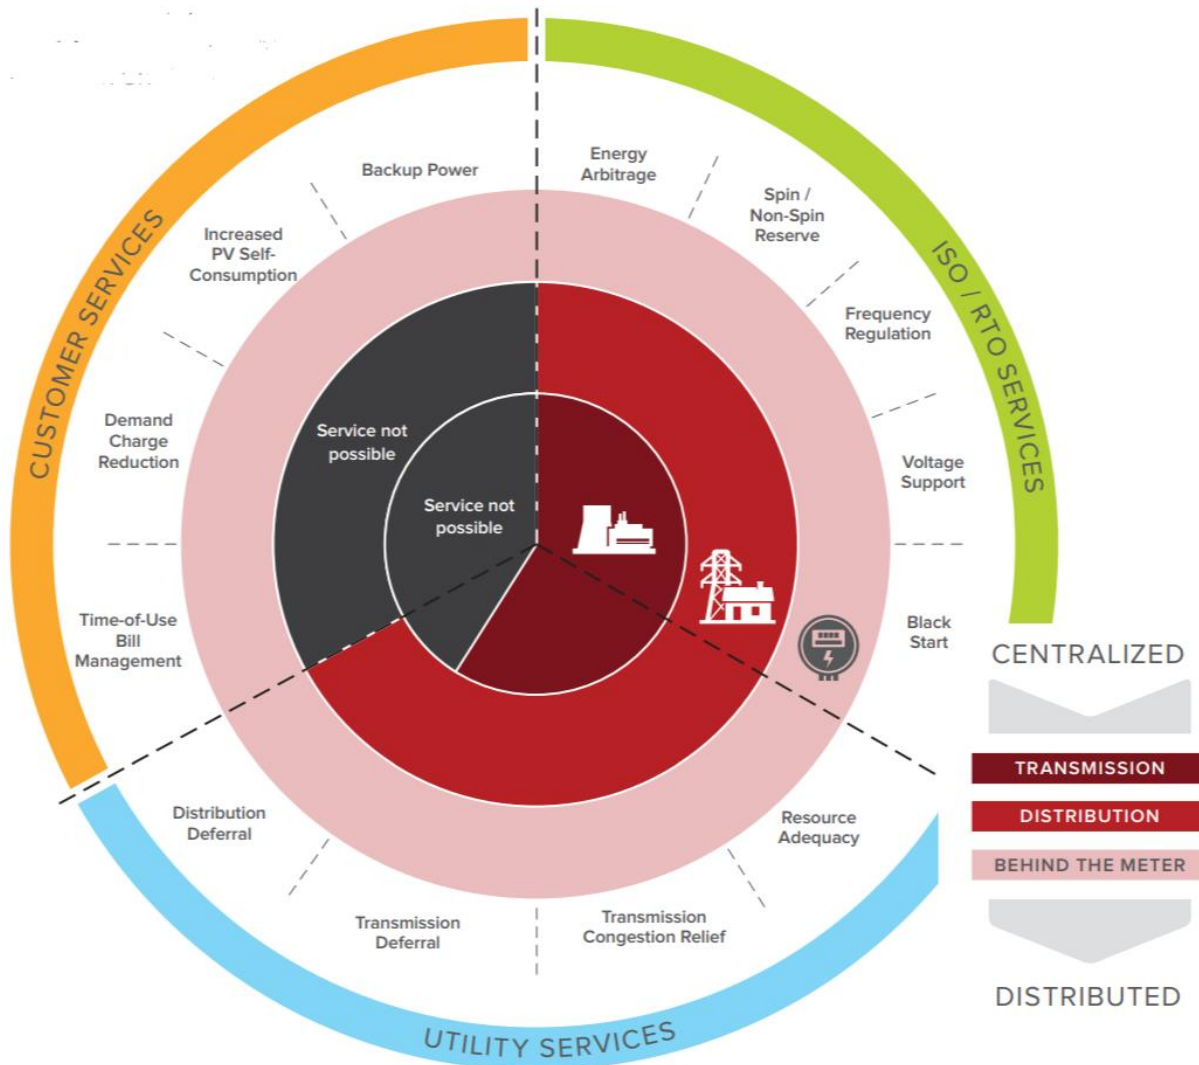 CUSTOMER SERVICES
Backup Power
Increased
PV Self-
Consumption
Demand
Charge
Reduction
Time-of-Use
Bill
Management
ISO / RTO SERVICES
Energy
Arbitrage
Spin /
Non-Spin
Reserve
Frequency
Regulation
Voltage
Support
Black
Start
Service not
possible
Service not
possible
UTILITY SERVICES
Distribution
Deferral
Transmission
Deferral
Transmission
Congestion Relief
Resource
Adequacy
CENTRALIZED
TRANSMISSION
DISTRIBUTION
BEHIND THE METER
DISTRIBUTED